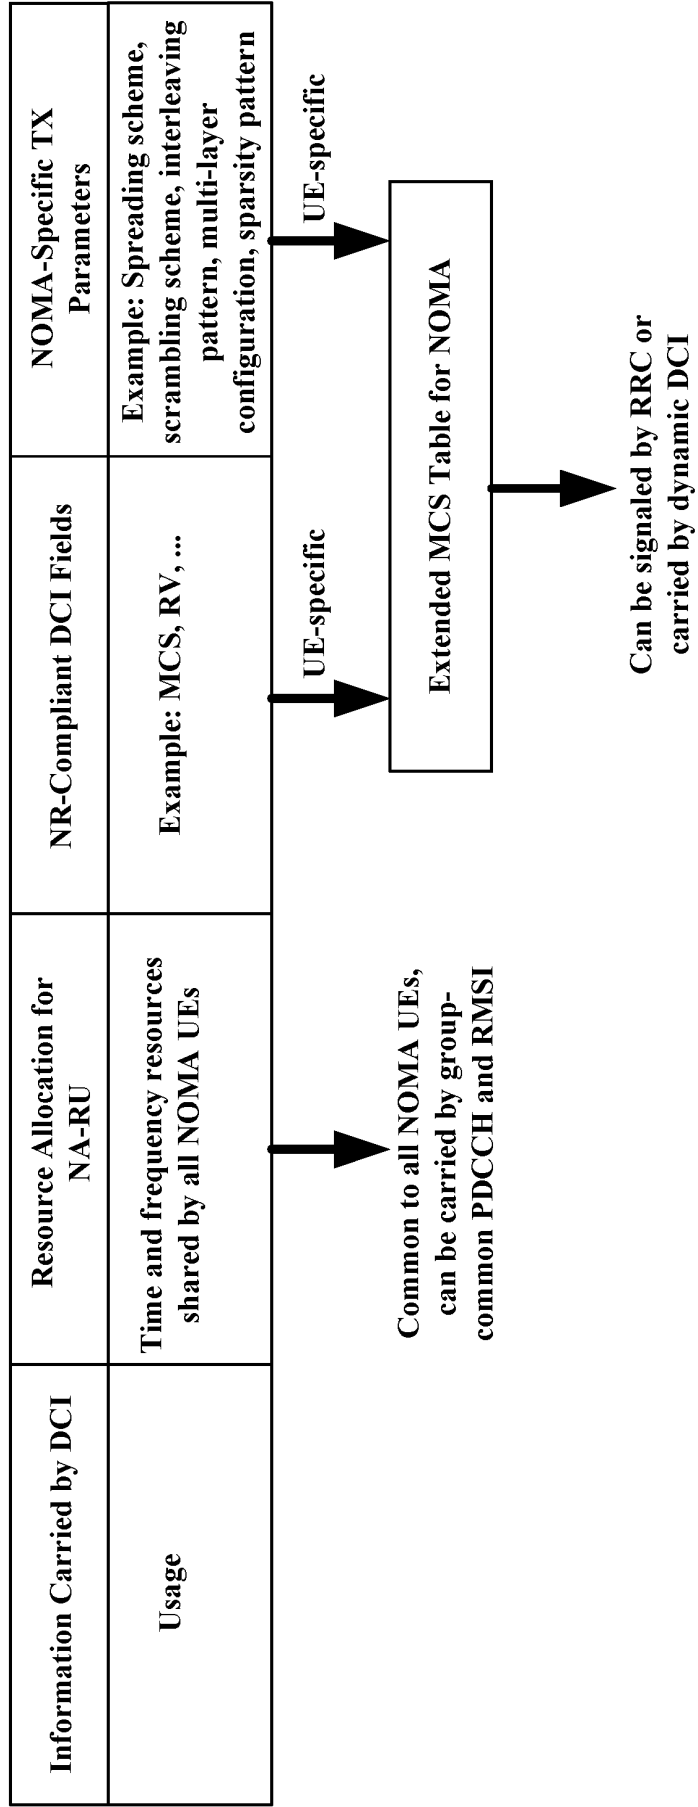 Information Carried by DCI
Resource Allocation for
NA-RU
NR-Compliant DCI Fields
NOMA-Specific TX
Parameters
Usage
Time and frequency resources
shared by all NOMA UEs
Example: MCS, RV, ...
Example: Spreading scheme,
scrambling scheme, interleaving
pattern, multi-layer
configuration, sparsity pattern
UE-specific
UE-specific
Common to all NOMA UEs,
can be carried by group-
common PDCCH and RMSI
Extended MCS Table for NOMA
Can be signaled by RRC or
carried by dynamic DCI